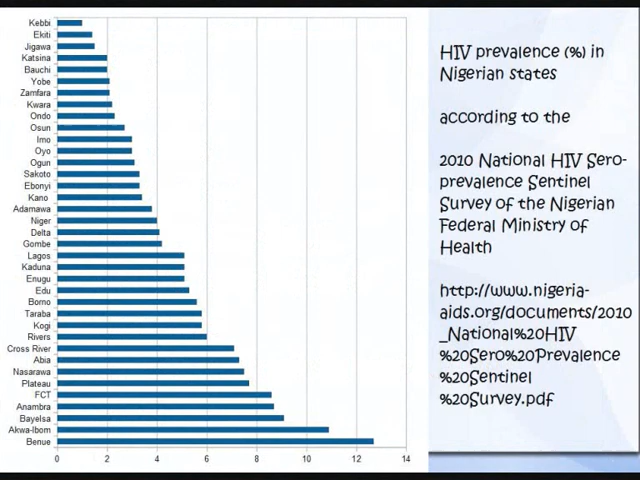 Kebbi
Ekiti
Jigawa
Katsina
Bauchi
Yobe
Zamfara
Kwara
Ondo
Osun
Imo
Oyo
Ogun
Sakoto
Ebonyi
Kano
Adamawa
Niger
Delta
Gombe
Lagos
Kaduna
Enugu
Edu
Borno
Taraba
Kogi
Rivers
Cross River
Abia
Nasarawa
Plateau
FCT
Anambra
Bayelsa
Akwa-Ibom
Benue
0 2 4 6 8 10 12 14
HIV prevalence (%) in
Nigerian states
according to the
2010 National HIV Sero-
prevalence Sentinel
Survey of the Nigerian
Federal Ministry of
Health
http://www.nigeria-
aids.org/documents/2010
_National%20HIV
%20Sero%20Prevalence
%20Sentinel
%20Survey.pdf